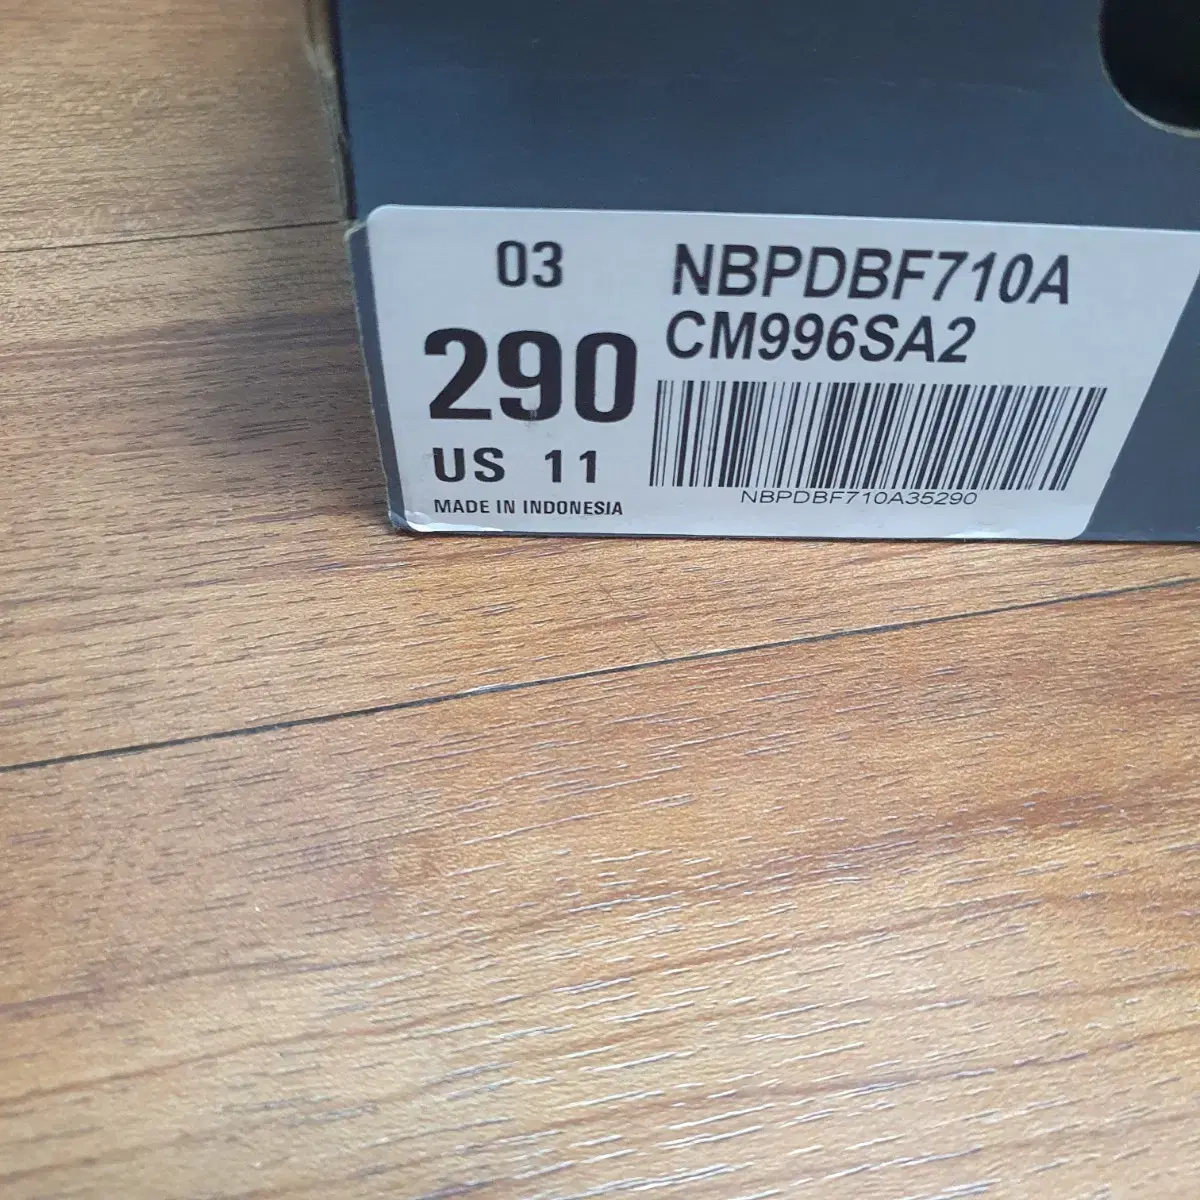 03
290
US 11
MADE IN INDONESIA
NBPDBF710A
CM996SA2
NBPDBF710A35290